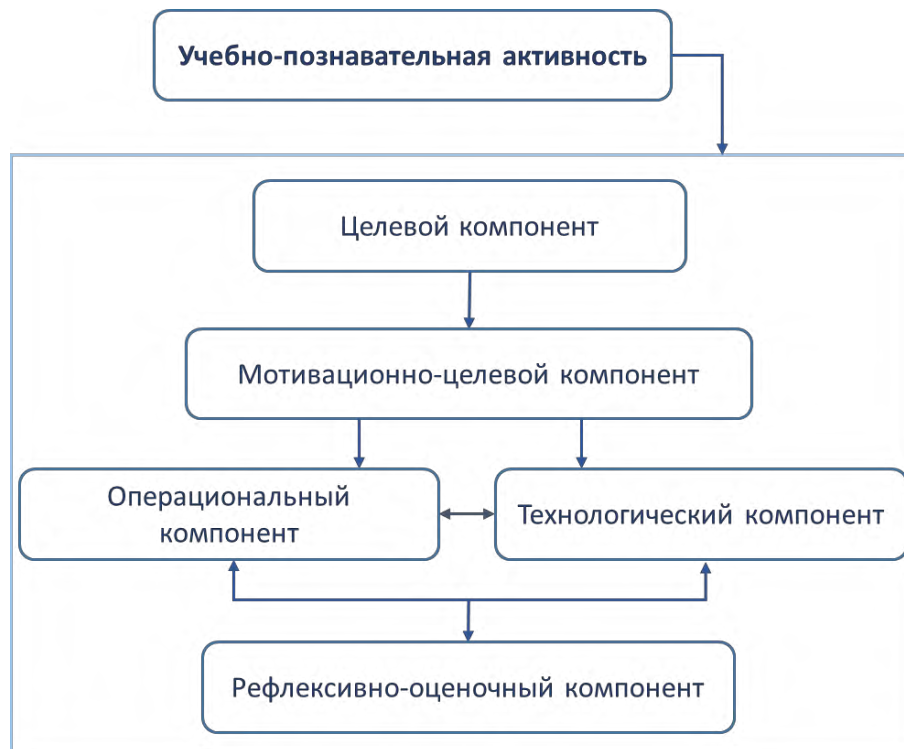 Учебно-познавательная активность
Целевой компонент
Мотивационно-целевой компонент
Операциональный
компонент
Технологический компонент
Рефлексивно-оценочный компонент